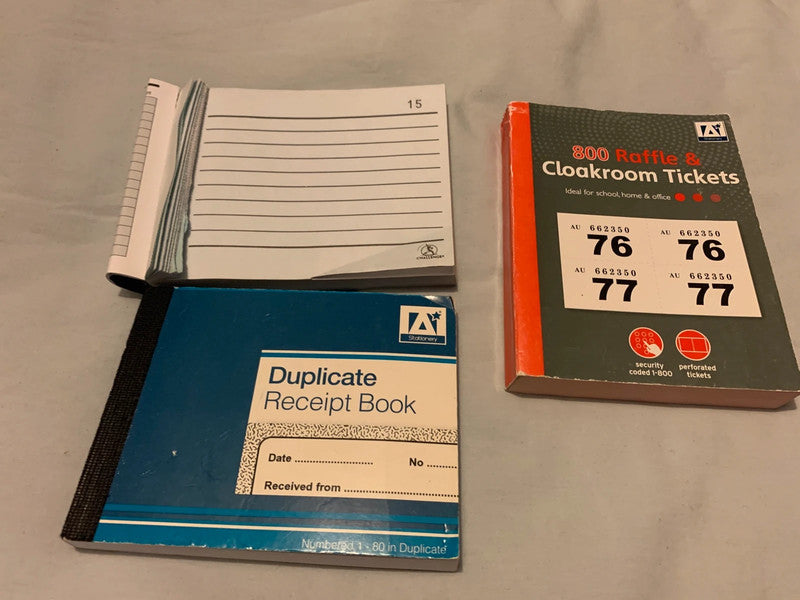 15
CHALLENGE
A
Stationery
Duplicate
Receipt Book
Date
No
Received from
Numbered 1 - 80 in Duplicate
A
Stationery
800 Raffle &
Cloakroom Tickets
Ideal for school, home & office
AU 662350 AU 662350
76 76
AU 662350 AU 662350
77 77
security
coded 1-800
perforated
tickets